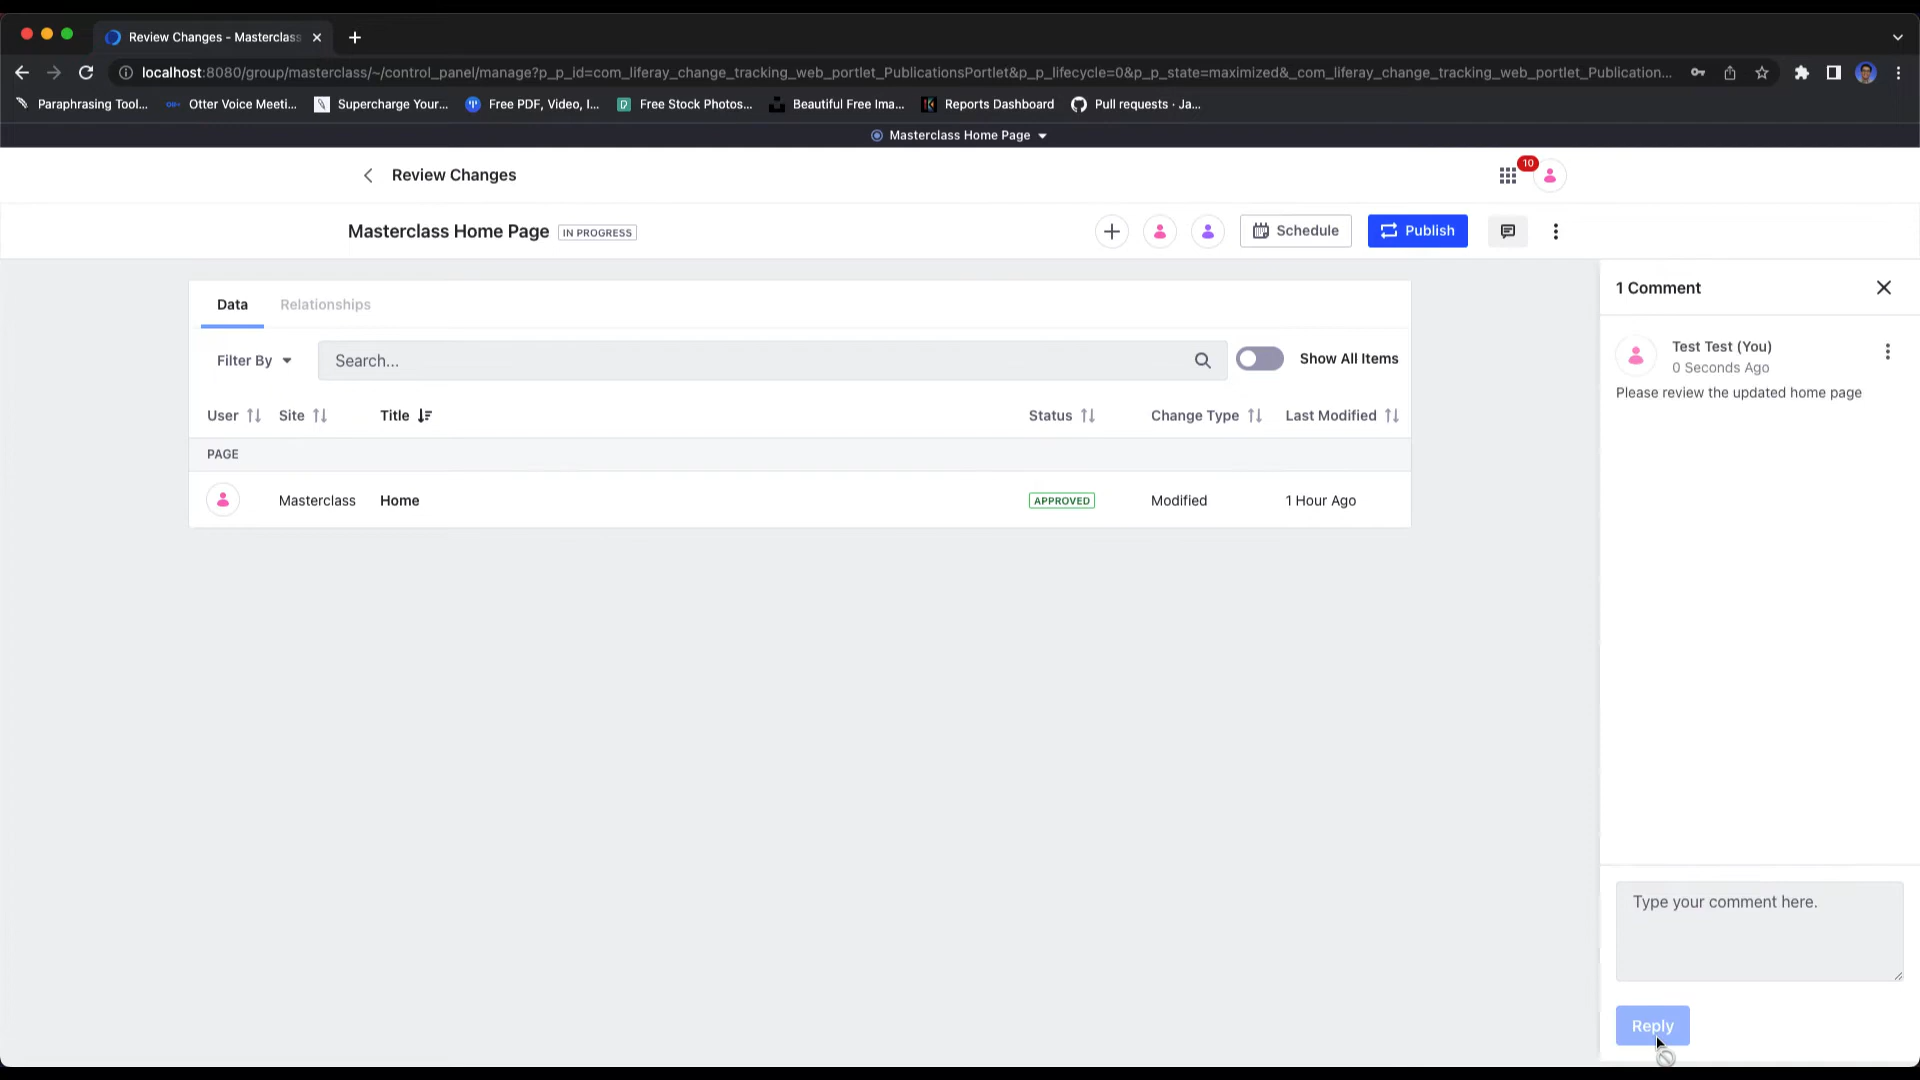 Review Changes - Masterclass
localhost:8080/group/masterclass/~/control_panel/manage?p_p_id=com_liferay_change_tracking_web_portlet_PublicationsPortlet&p_p_lifecycle=0&p_p_state=maximized&_com_liferay_change_tracking_web_portlet_Publication...
Paraphrasing Tool... Otter Voice Meeti... Supercharge Your... Free PDF, Video, I... Free Stock Photos... Beautiful Free Ima... Reports Dashboard Pull requests · Ja...
Masterclass Home Page
Review Changes
10
Masterclass Home Page IN PROGRESS Schedule Publish
1 Comment
Data Relationships
Test Test (You)
0 Seconds Ago
Please review the updated home page
Filter By Search... Show All Items
User Site Title Status Change Type Last Modified
PAGE
Masterclass Home APPROVED Modified 1 Hour Ago
Type your comment here.
Reply